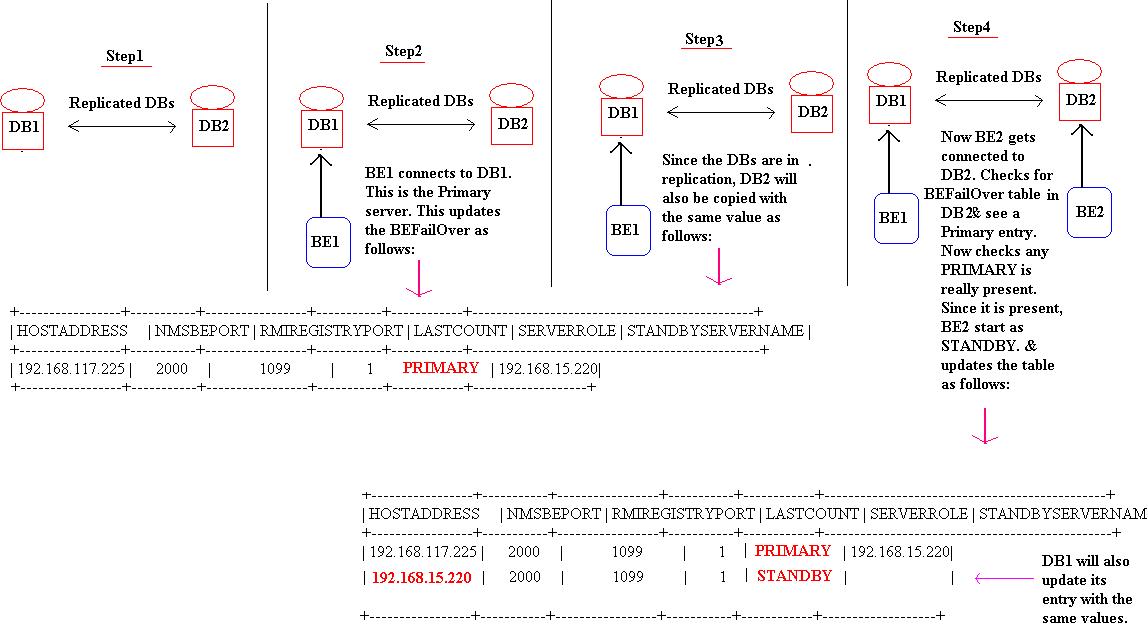 Step1
Replicated DBs
DB1
DB2
Step2
Replicated DBs
DB1
DB2
BE1 connects to DB1.
This is the Primary
server. This updates
the BEFailOver as
follows:
BE1
Step3
Replicated DBs
DB1
DB2
Since the DBs are in .
replication, DB2 will
also be copied with
the same value as
follows:
BE1
Step4
Replicated DBs
DB1
DB2
Now BE2 gets
connected to
DB2. Checks for
BEFailOver table in
DB2& see a
Primary entry.
Now checks any
PRIMARY is
really present.
Since it is present,
BE2 start as
STANDBY. &
updates the table
as follows:
BE1
BE2
|HOSTADDRESS |NMSBEPORT|RMIREGISTRYPORT|LASTCOUNT|SERVERROLE|STANDBYSERVERNAME|
|192.168.117.225| 2000 | 1099 | 1 PRIMARY |192.168.15.220|
|HOSTADDRESS |NMSBEPORT|RMIREGISTRYPORT|LASTCOUNT|SERVERROLE|STANDBYSERVERNAM
|192.168.117.225| 2000 | 1099 | 1 |PRIMARY |192.168.15.220|
|192.168.15.220 | 2000 | 1099 | 1 | STANDBY | |
DB1 will also
update its
entry with the
same values.